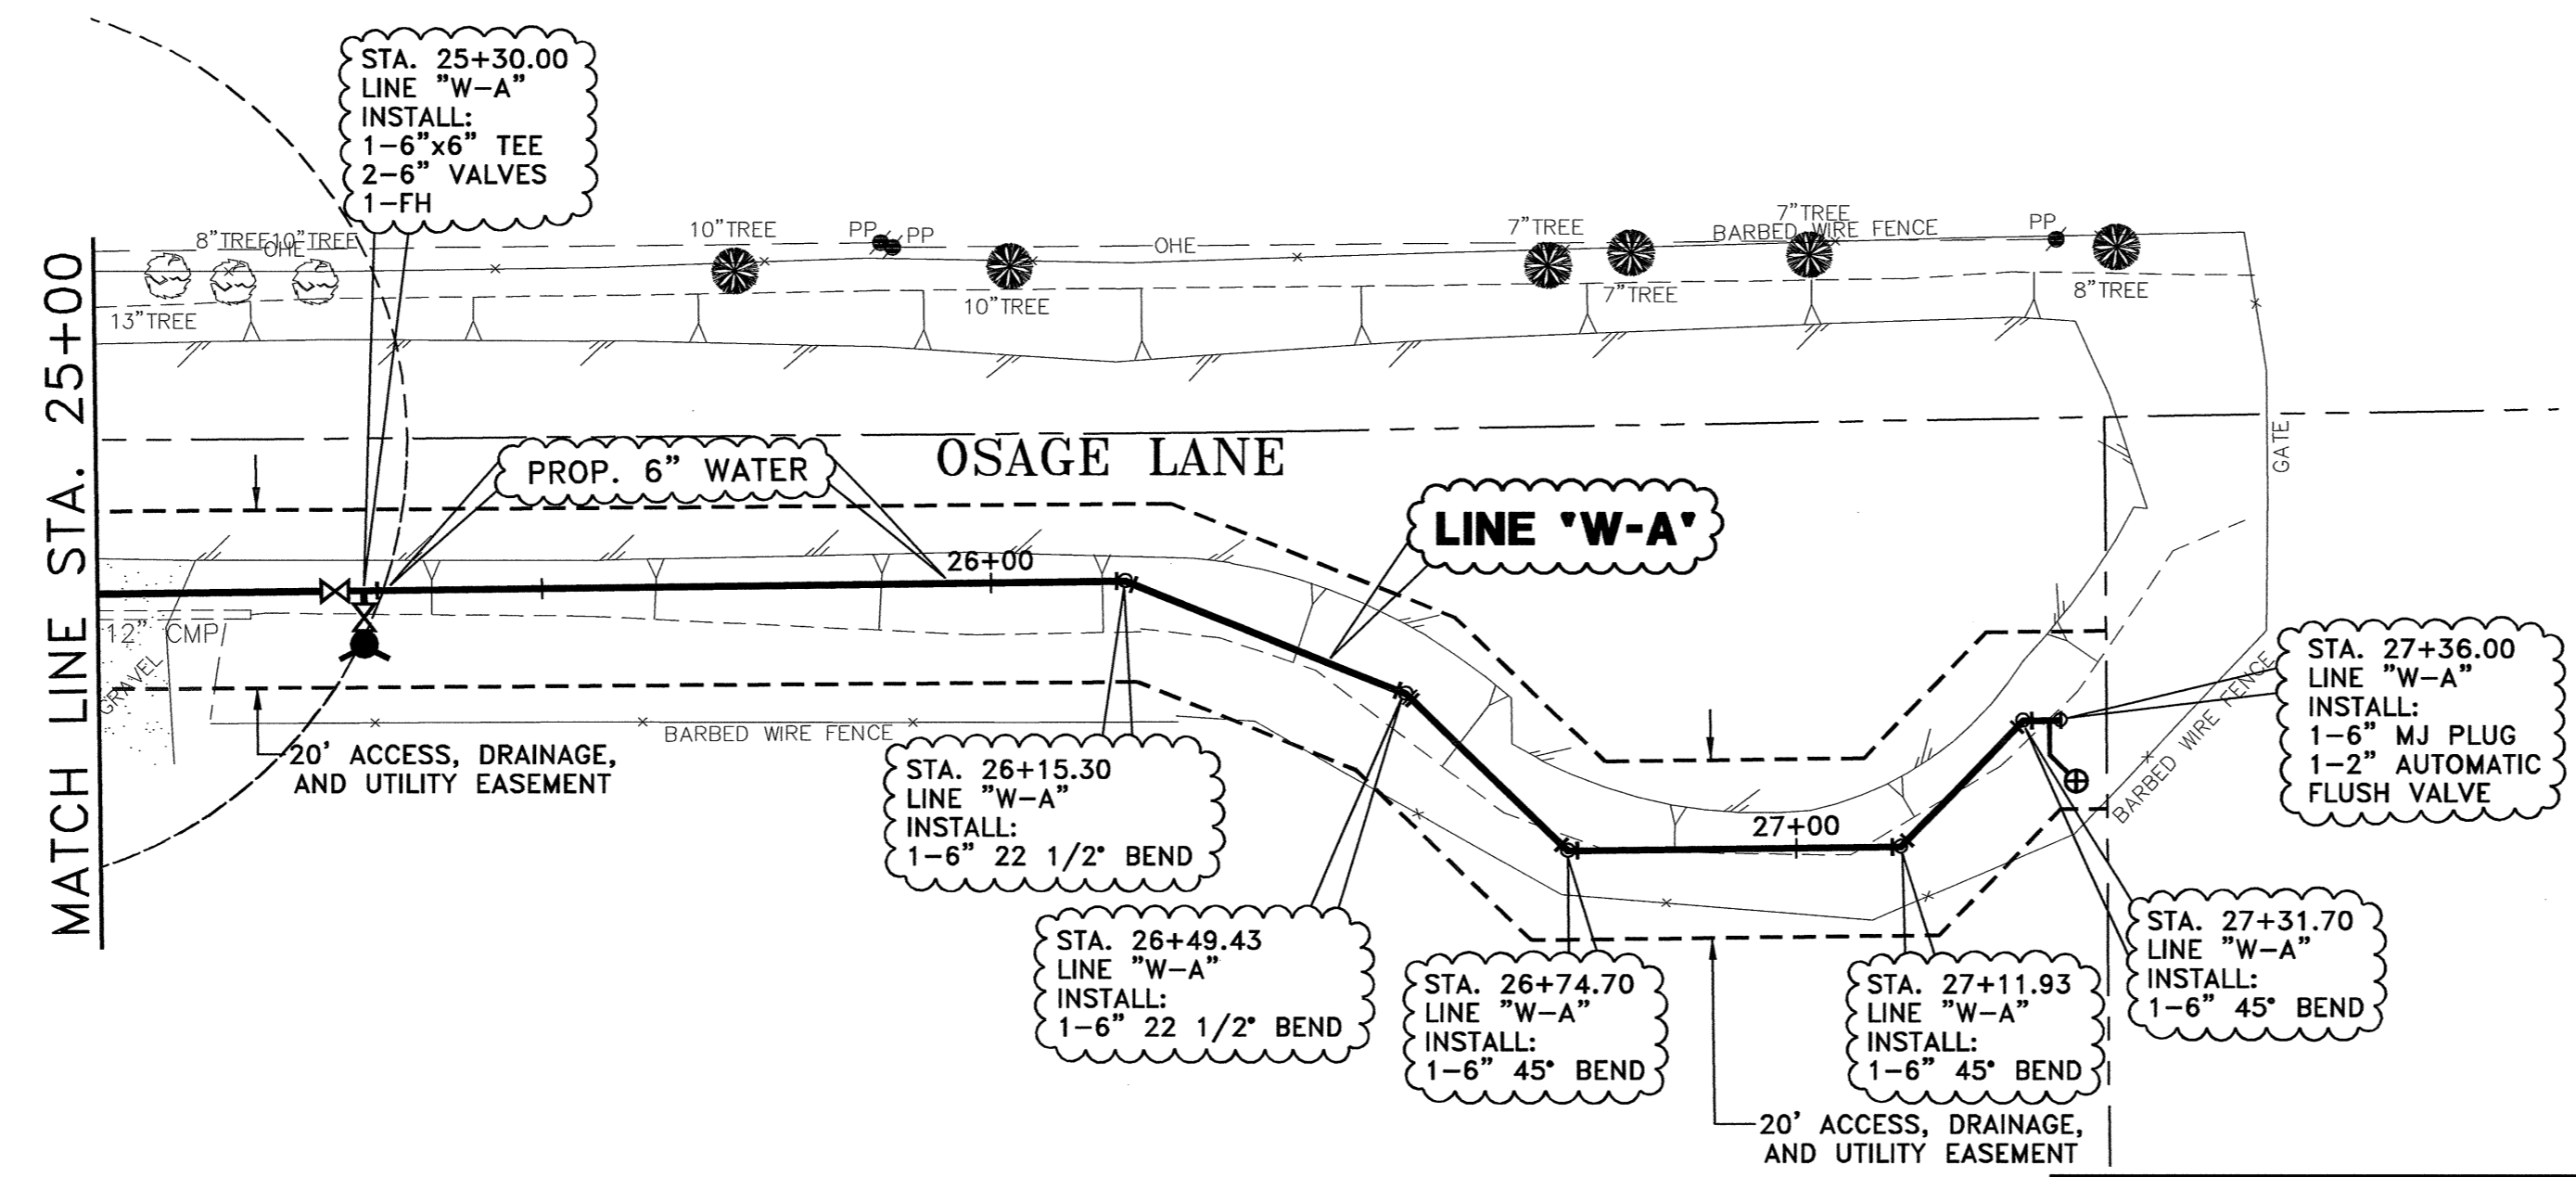 STA. 25+30.00
LINE "W-A"
INSTALL:
1-6"x6" TEE
2-6" VALVES
1-FH
8"TREE
10"TREE
OHE
13"TREE
10"TREE
PP
PP
10"TREE
OHE
7"TREE
7"TREE
7"TREE
BARBED WIRE FENCE
PP
8"TREE
MATCH LINE STA. 25+00
PROP. 6" WATER
OSAGE LANE
LINE "W-A"
GATE
26+00
12" CMP
GRAVEL
BARBED WIRE FENCE
20' ACCESS, DRAINAGE,
AND UTILITY EASEMENT
STA. 26+15.30
LINE "W-A"
INSTALL:
1-6" 22 1/2° BEND
STA. 26+49.43
LINE "W-A"
INSTALL:
1-6" 22 1/2° BEND
STA. 26+74.70
LINE "W-A"
INSTALL:
1-6" 45° BEND
27+00
STA. 27+11.93
LINE "W-A"
INSTALL:
1-6" 45° BEND
STA. 27+31.70
LINE "W-A"
INSTALL:
1-6" 45° BEND
STA. 27+36.00
LINE "W-A"
INSTALL:
1-6" MJ PLUG
1-2" AUTOMATIC
FLUSH VALVE
BARBED WIRE FENCE
20' ACCESS, DRAINAGE,
AND UTILITY EASEMENT